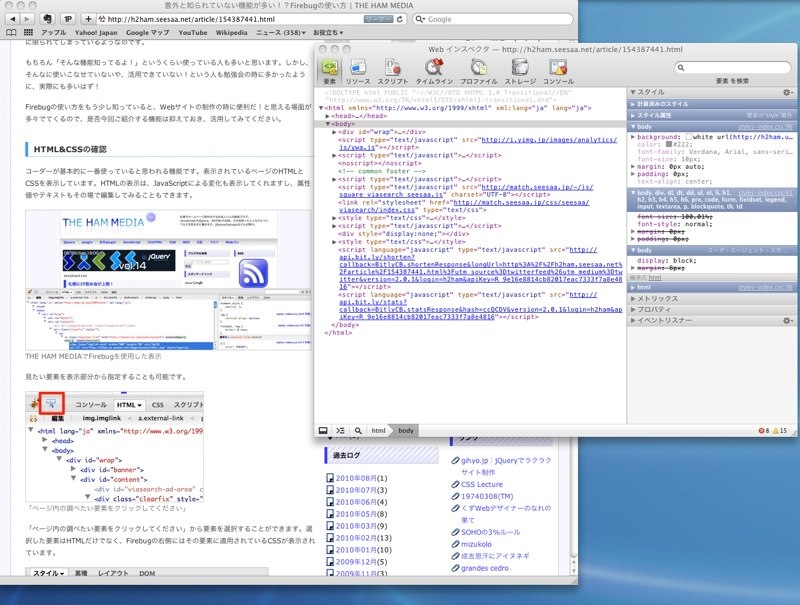 意外と知られていない機能が多い！？Firebugの使い方 | THE HAM MEDIA
http://h2ham.seesaa.net/article/154387441.html
リーダー
Google
アップル Yahoo! Japan Google マップ YouTube Wikipedia ニュース (358)▾ お役立ち▾
に限られてしまっているようなのです。
もちろん「そんな機能知ってるよ！」というくらい使っている人も多いと思います。しかし、
そんなに使いこなせていないや、活用できていない！という人も勉強会の時に多かったよう
に、実際にも多いはず！
Firebugの使い方をもう少し知っていると、Webサイトの制作の時に便利だ！と思える場面が
多々でてくるので、是非今回ご紹介する機能は抑えておき、活用してみてください。
HTML&CSSの確認
コーダーが基本的に一番使っていると思われる機能です。表示されているページのHTMLと
CSSを表示しています。HTMLの表示は、JavaScriptによる変化も表示してくれますし、属性
値やテキストもその場で編集してみることもできます。
THE HAM MEDIA
vol.14
jQuery
THE HAM MEDIAでFirebugを使用した表示
見たい要素を表示部分から指定することも可能です。
コンソール HTML▾ CSS スクリプト
編集 img.imglink < a.external-link < p
<html lang="ja" xmlns="http://www.w3.org/199
<head>
<body>
<div id="wrap">
<div id="banner">
<div id="content">
<div id="viasearch-ad-area" c
<div class="clearfix" style="
「ページ内の調べたい要素をクリックしてください」
「ページ内の調べたい要素をクリックしてください」から要素を選択することができます。選
択した要素はHTMLだけでなく、Firebugの右側にはその要素に適用されているCSSが表示され
ています。
スタイル▾ 算積 レイアウト DOM
過去ログ
2010年08月(1)
2010年07月(3)
2010年06月(4)
2010年05月(8)
2010年03月(9)
2010年02月(13)
2010年01月(10)
2009年12月(5)
2009年11月(3)
リンク
gihyo.jp：jQueryでラクラク
サイト制作
CSS Lecture
19740308(TM)
くずWebデザイナーのなれの
果て
SOHOの3%ルール
mizukolo
成吉思汗にアイヌネギ
grandes cedro
Web インスペクタ — http://h2ham.seesaa.net/article/154387441.html
要素 リソース スクリプト タイムライン プロファイル ストレージ コンソール
要素 を検索
<!DOCTYPE html PUBLIC "-//W3C//DTD XHTML 1.0 Transitional//EN"
"http://www.w3.org/TR/xhtml1/DTD/xhtml1-transitional.dtd">
<html xmlns="http://www.w3.org/1999/xhtml" xml:lang="ja" lang="ja">
<head>…</head>
<body>
<div id="wrap">…</div>
<script type="text/javascript" src="http://i.yimg.jp/images/analytics/
js/ywa.js"></script>
<script type="text/javascript">…</script>
<noscript></noscript>
<!-- common footer -->
<script type="text/javascript">…</script>
<script type="text/javascript" src="http://match.seesaa.jp/~/js/
square_viasearch_seesaa.js" charset="UTF-8"></script>
<link rel="stylesheet" href="http://match.seesaa.jp/css/seesaa/
viasearch/index.css" type="text/css">
<style type="text/css">…</style>
<script type="text/javascript">…</script>
<div style="display:none;"></div>
<style type="text/css">…</style>
<script language="javascript" type="text/javascript" src="http://
api.bit.ly/shorten?
callback=BitlyCB.shortenResponse&longUrl=http%3A%2F%2Fh2ham.seesaa.net
%2Farticle%2F154387441.html%3Futm_source%3Dtwitterfeed%26utm_medium%3Dtwi
tter&version=2.0.1&login=h2ham&apiKey=R_9e16e8814cb82017eac7333f7a8e4
816"></script>
<script language="javascript" type="text/javascript" src="http://
api.bit.ly/stats?
callback=BitlyCB.statsResponse&hash=ccQCDV&version=2.0.1&login=h2ham&api
Key=R_9e16e8814cb82017eac7333f7a8e4816"></script>
</body>
</html>
スタイル
計算済みのスタイル
スタイル属性 要素の"style"属性
body styles-index.css:96
background: white url(http://h2ham.u…
color: #222;
font-family: Verdana, Arial, sans-seri…
font-size: 10px;
margin: 0px auto;
padding: 0px;
text-align: center;
body, div, dl, dt, dd, ul, ol, li, h1, styles-index.css:41
h2, h3, h4, h5, h6, pre, code, form, fieldset, legend,
input, textarea, p, blockquote, th, td
font-size: 100.01%;
font-style: normal;
margin: 0px;
padding: 0px;
body ユーザ・エージェント・スタ…
display: block;
margin: 8px;
継承元 html
html styles-index.css:36
メトリックス
プロパティ
イベントリスナー
html body
8 15